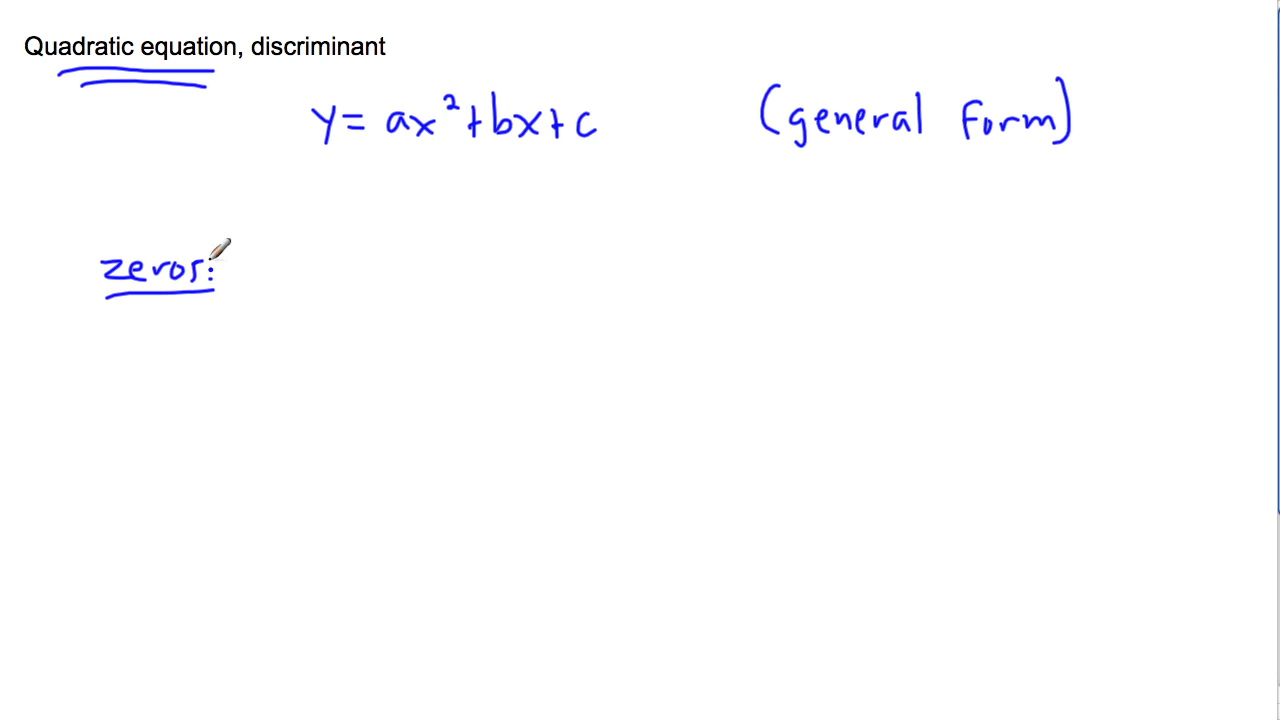 Quadratic equation, discriminant
y = ax²+bx+c (general form)
zeros: